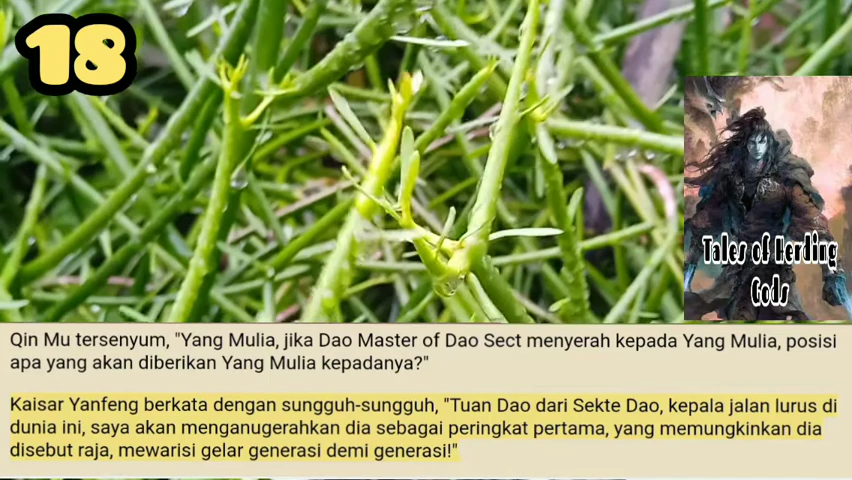 18
Tales of Herding
Gods
Qin Mu tersenyum, "Yang Mulia, jika Dao Master of Dao Sect menyerah kepada Yang Mulia, posisi
apa yang akan diberikan Yang Mulia kepadanya?"
Kaisar Yanfeng berkata dengan sungguh-sungguh, "Tuan Dao dari Sekte Dao, kepala jalan lurus di
dunia ini, saya akan menganugerahkan dia sebagai peringkat pertama, yang memungkinkan dia
disebut raja, mewarisi gelar generasi demi generasi!"